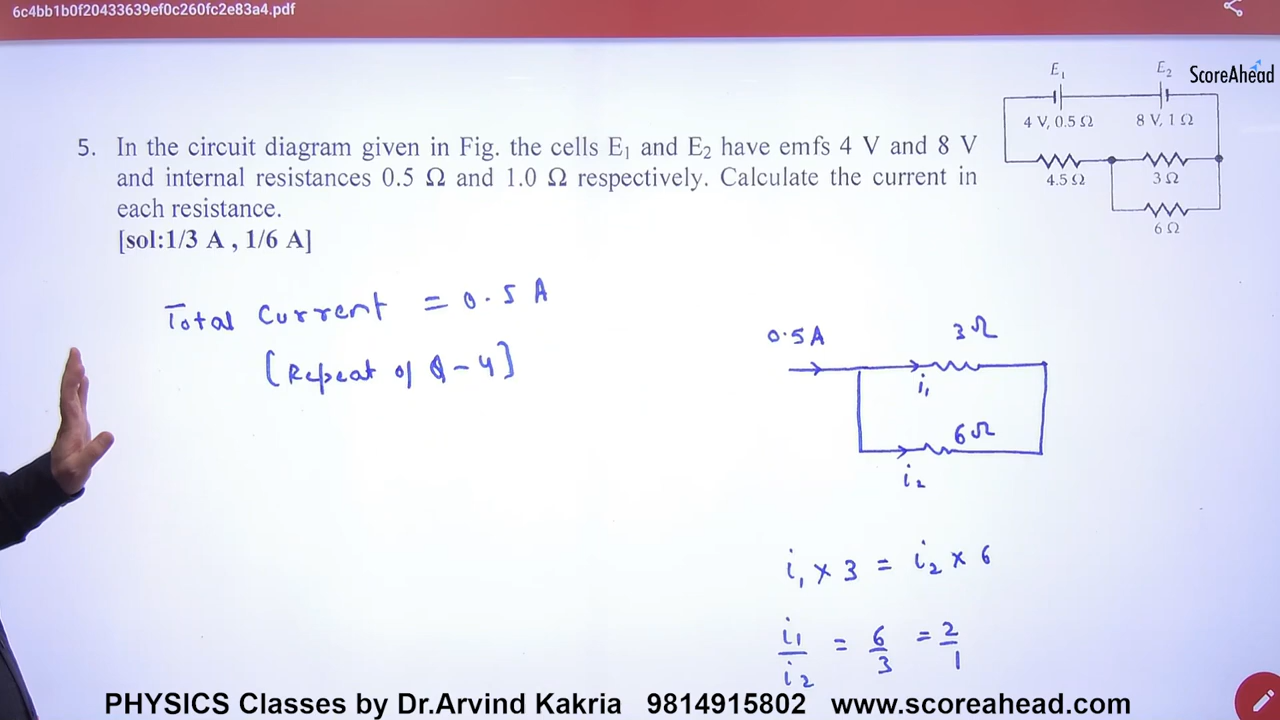 6c4bb1b0f20433639ef0c260fc2e83a4.pdf
E₁ E₂ ScoreAhead
4 V, 0.5 Ω 8 V, 1 Ω
4.5 Ω 3 Ω
6 Ω
5. In the circuit diagram given in Fig. the cells E₁ and E₂ have emfs 4 V and 8 V
and internal resistances 0.5 Ω and 1.0 Ω respectively. Calculate the current in
each resistance.
[sol:1/3 A , 1/6 A]
Total Current = 0.5 A
(Repeat of Q-4]
0.5A 3Ω
i₁
6Ω
i₂
i₁ × 3 = i₂ × 6
i₁/i₂ = 6/3 = 2/1
PHYSICS Classes by Dr.Arvind Kakria 9814915802 www.scoreahead.com